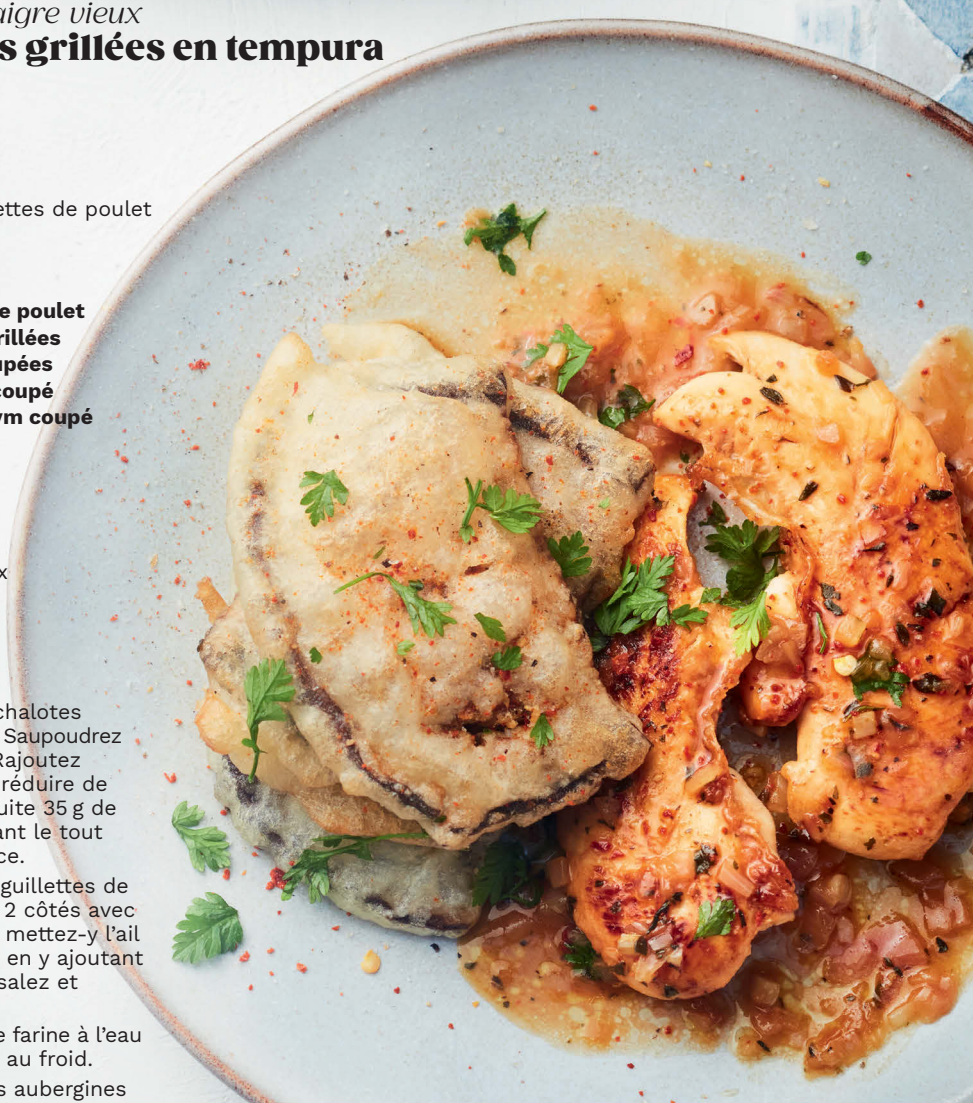 aigre vieux
s grillées en tempura
ettes de poulet
e poulet
rillées
upées
coupé
ym coupé
x
chalotes
Saupoudrez
Rajoutez
réduire de
uite 35 g de
ant le tout
ce.
guillettes de
2 côtés avec
mettez-y l’ail
en y ajoutant
salez et
e farine à l’eau
au froid.
s aubergines